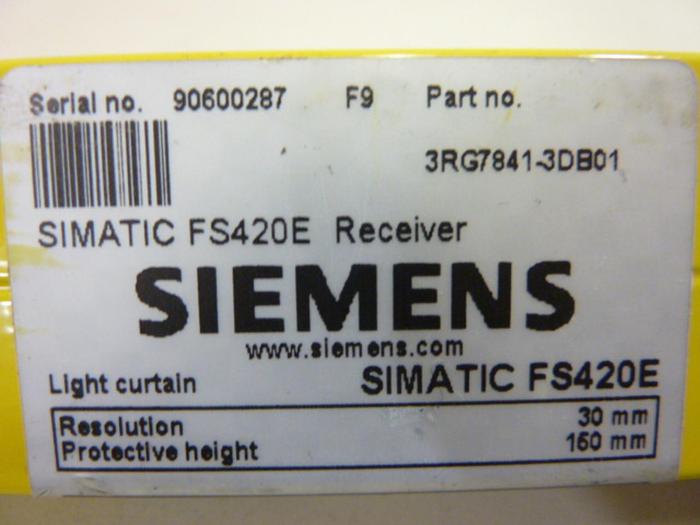 Serial no. 90600287 F9 Part no.
3RG7841-3DB01
SIMATIC FS420E Receiver
SIEMENS
www.siemens.com
Light curtain SIMATIC FS420E
Resolution 30 mm
Protective height 150 mm